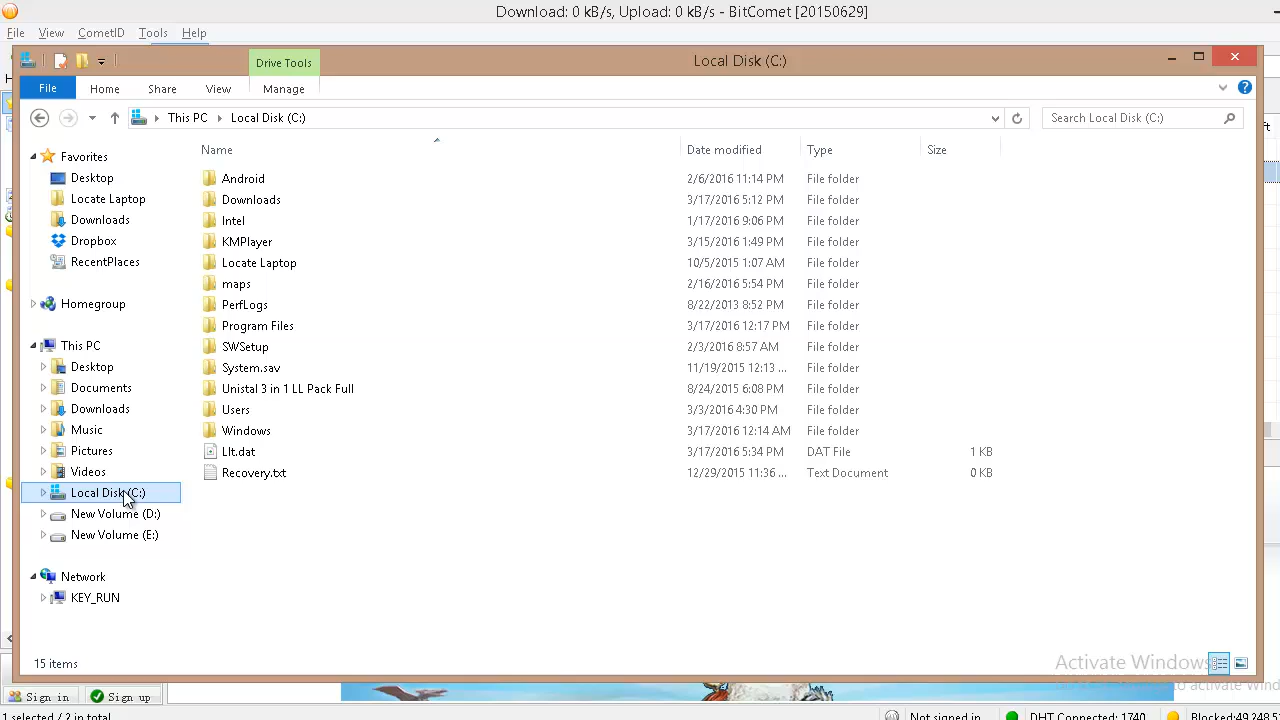 Download: 0 kB/s, Upload: 0 kB/s - BitComet [20150629]
File View CometID Tools Help
Drive Tools
Local Disk (C:)
File Home Share View Manage
This PC Local Disk (C:)
Search Local Disk (C:)
Name Date modified Type Size
Favorites
Desktop
Locate Laptop
Downloads
Dropbox
RecentPlaces
Homegroup
This PC
Desktop
Documents
Downloads
Music
Pictures
Videos
Local Disk (C:)
New Volume (D:)
New Volume (E:)
Network
KEY_RUN
Android 2/6/2016 11:14 PM File folder
Downloads 3/17/2016 5:12 PM File folder
Intel 1/17/2016 9:06 PM File folder
KMPlayer 3/15/2016 1:49 PM File folder
Locate Laptop 10/5/2015 1:07 AM File folder
maps 2/16/2016 5:54 PM File folder
PerfLogs 8/22/2013 8:52 PM File folder
Program Files 3/17/2016 12:17 PM File folder
SWSetup 2/3/2016 8:57 AM File folder
System.sav 11/19/2015 12:13 ... File folder
Unistal 3 in 1 LL Pack Full 8/24/2015 6:08 PM File folder
Users 3/3/2016 4:30 PM File folder
Windows 3/17/2016 12:14 AM File folder
Llt.dat 3/17/2016 5:34 PM DAT File 1 KB
Recovery.txt 12/29/2015 11:36 ... Text Document 0 KB
15 items
Activate Windows
to activate Wind
Sign in Sign up
1 selected / 2 in total
Not signed in DHT Connected: 1740